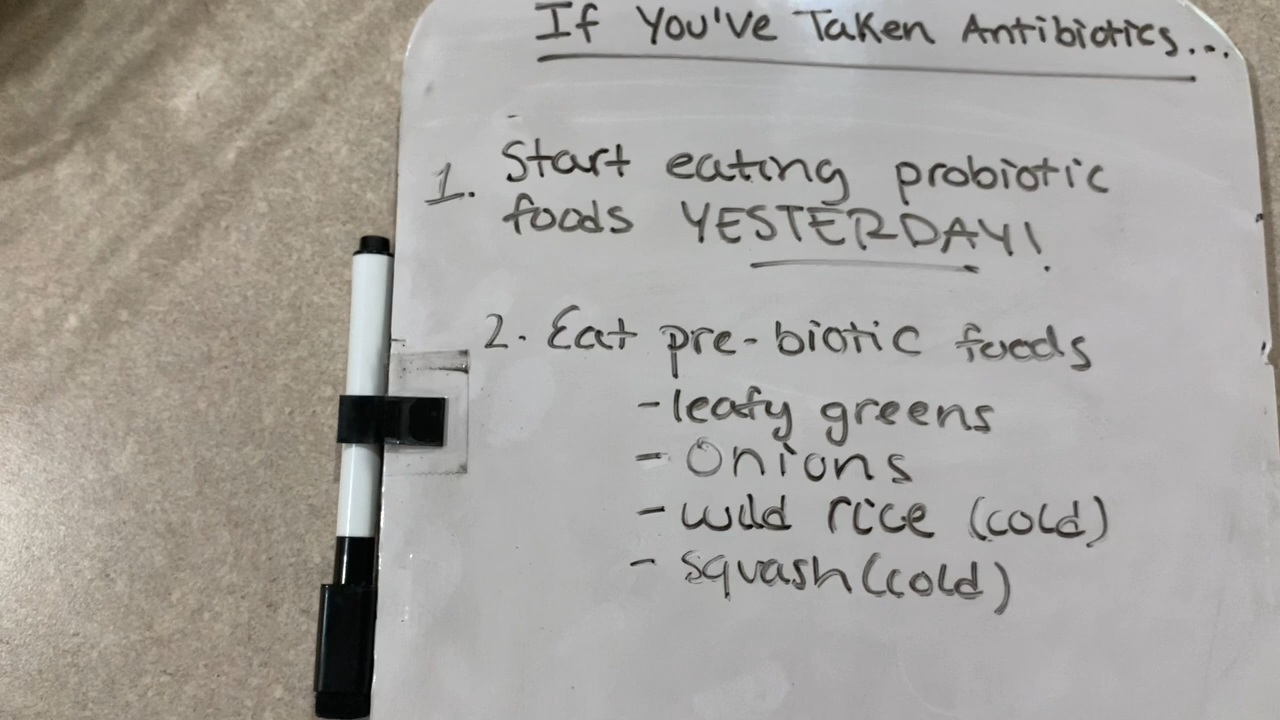 If You've Taken Antibiotics...
1. Start eating probiotic
foods YESTERDAY!
2. Eat pre-biotic foods
- leafy greens
- Onions
- wild rice (cold)
- squash (cold)